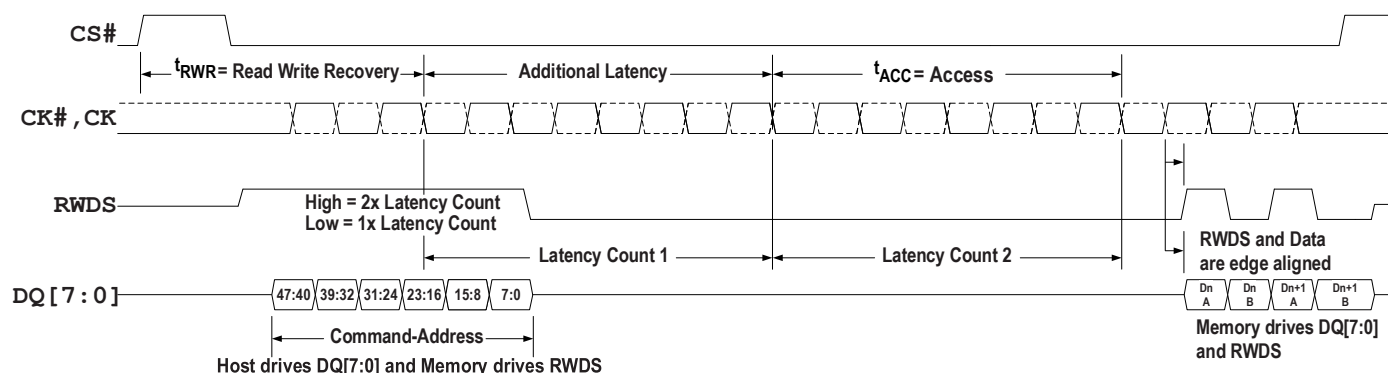 CS#
tRWR= Read Write Recovery
Additional Latency
tACC= Access
CK#,CK
RWDS
High = 2x Latency Count
Low = 1x Latency Count
Latency Count 1
Latency Count 2
RWDS and Data
are edge aligned
DQ[7:0]
47:40 39:32 31:24 23:16 15:8 7:0
Dn Dn Dn+1 Dn+1
A B A B
Command-Address
Memory drives DQ[7:0]
and RWDS
Host drives DQ[7:0] and Memory drives RWDS